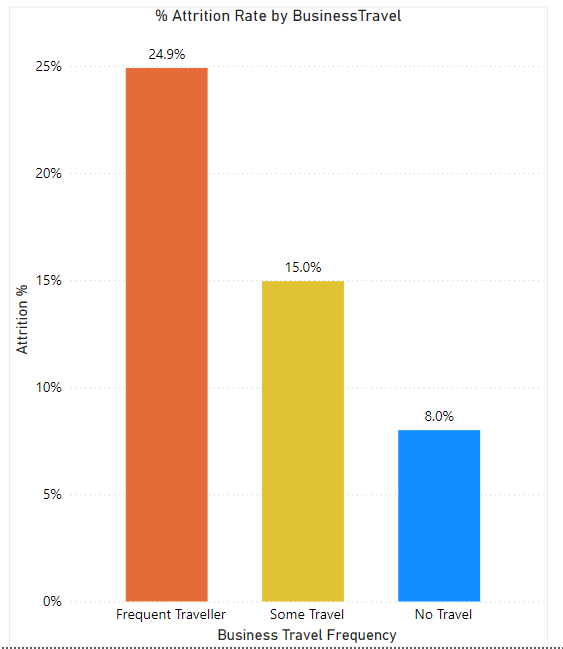 % Attrition Rate by BusinessTravel
24.9%
25%
20%
15.0%
15%
Attrition %
10%
8.0%
5%
0%
Frequent Traveller Some Travel No Travel
Business Travel Frequency